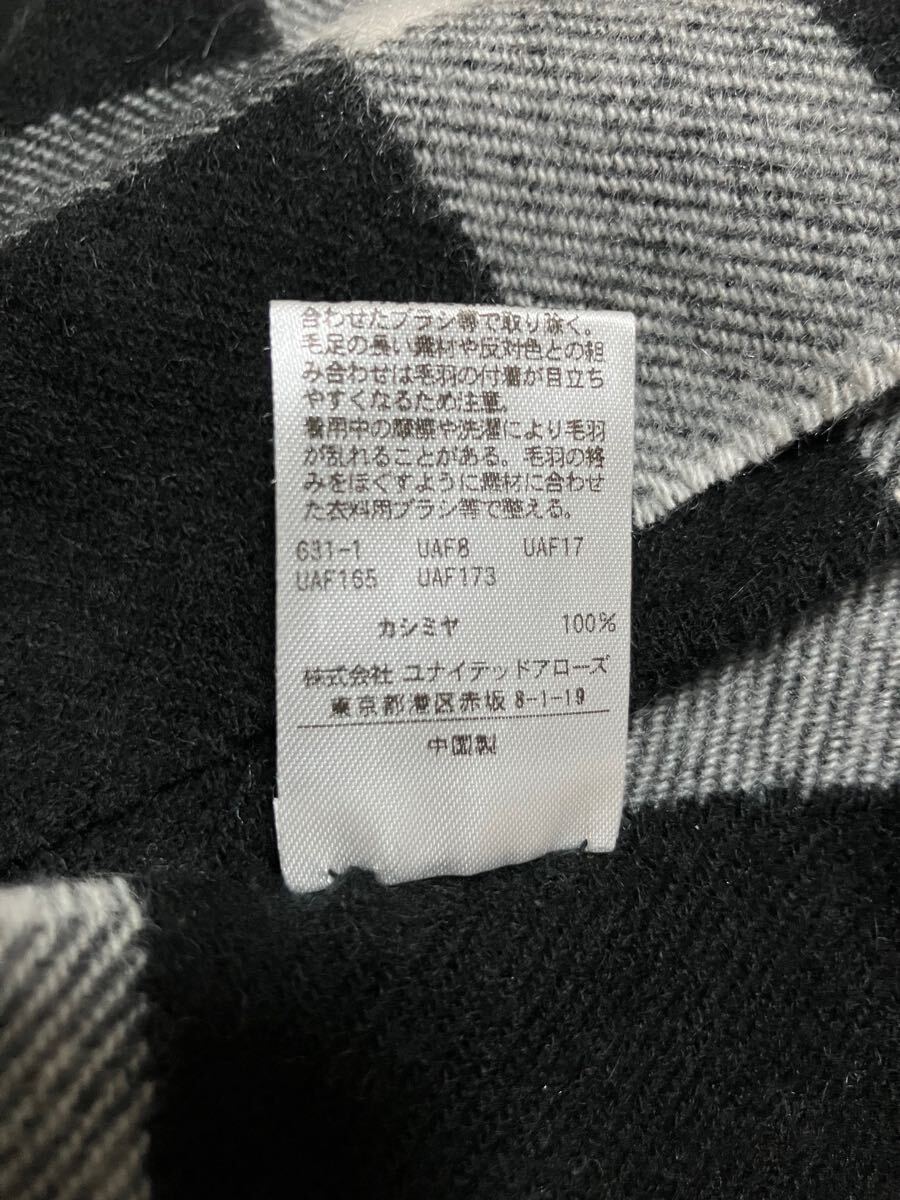 合わせたブラシ等で取り除く。
毛足の長い素材や反対色との組
み合わせは毛羽の付着が目立ち
やすくなるため注意。
着用中の摩擦や洗濯により毛羽
が乱れることがある。毛羽の絡
みをほぐすように素材に合わせ
た衣料用ブラシ等で整える。
631-1 UAF8 UAF17
UAF165 UAF173
カシミヤ 100%
株式会社 ユナイテッドアローズ
東京都港区赤坂 8-1-19
中国製